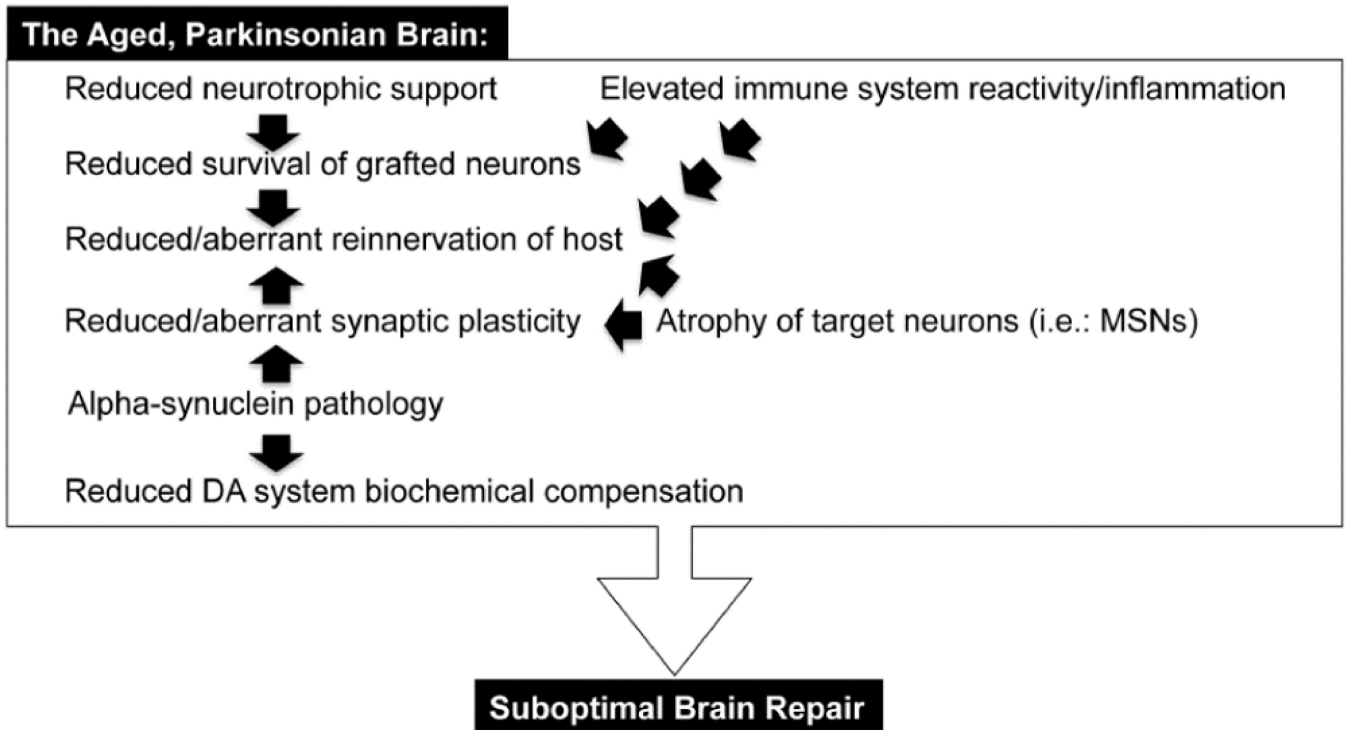 The Aged, Parkinsonian Brain:
Reduced neurotrophic support
Elevated immune system reactivity/inflammation
Reduced survival of grafted neurons
Reduced/aberrant reinnervation of host
Reduced/aberrant synaptic plasticity
Atrophy of target neurons (i.e.: MSNs)
Alpha-synuclein pathology
Reduced DA system biochemical compensation
Suboptimal Brain Repair